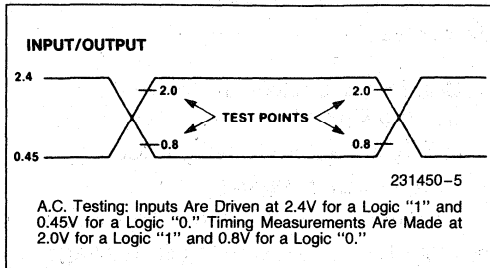 INPUT/OUTPUT
2.4
2.0 2.0
TEST POINTS
0.8 0.8
0.45
231450-5
A.C. Testing: Inputs Are Driven at 2.4V for a Logic “1” and
0.45V for a Logic “0.” Timing Measurements Are Made at
2.0V for a Logic “1” and 0.8V for a Logic “0.”